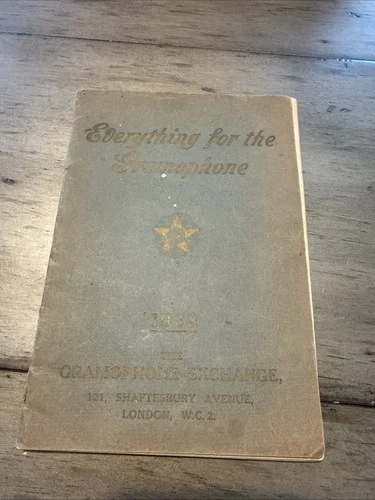 Everything for the
Gramophone
THE
GRAMOPHONE EXCHANGE,
121, SHAFTESBURY AVENUE,
LONDON, W.C.2.